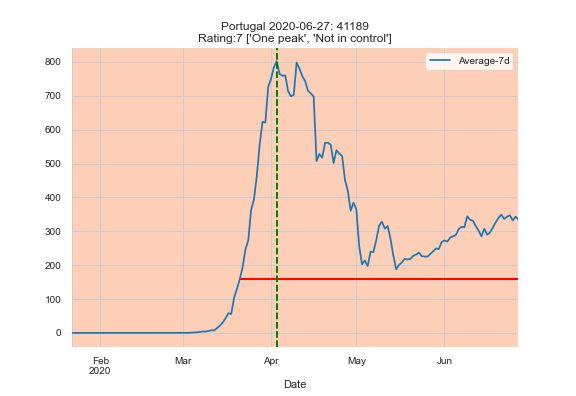 Portugal 2020-06-27: 41189
Rating:7 ['One peak', 'Not in control']
Average-7d
800
700
600
500
400
300
200
100
0
Feb
2020
Mar
Apr
May
Jun
Date